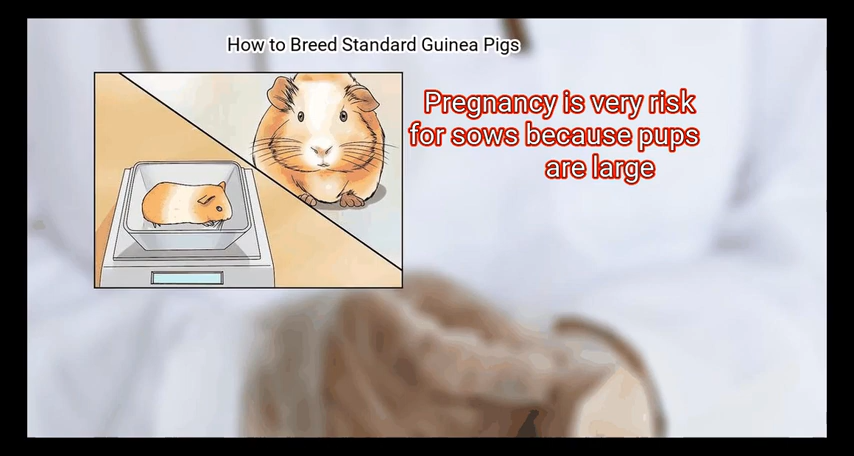 How to Breed Standard Guinea Pigs
Pregnancy is very risk
for sows because pups
are large